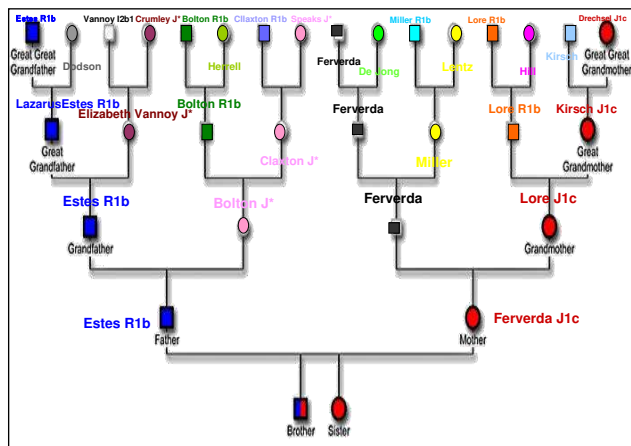 Estes R1b Vannoy I2b1 Crumley J* Bolton R1b Cllaxton R1b Speaks J* Ferverda Miller R1b Lore R1b Drechsel J1c
Great Great Grandfather
Dodson
Herrell
De Jong
Lentz
Hill
Kirsch
Great Great Grandmother
LazarusEstes R1b
Elizabeth Vannoy J*
Bolton R1b
Claxton J*
Ferverda
Miller
Lore R1b
Kirsch J1c
Great Grandfather
Great Grandmother
Estes R1b
Bolton J*
Ferverda
Lore J1c
Grandfather
Grandmother
Estes R1b
Ferverda J1c
Father
Mother
Brother
Sister